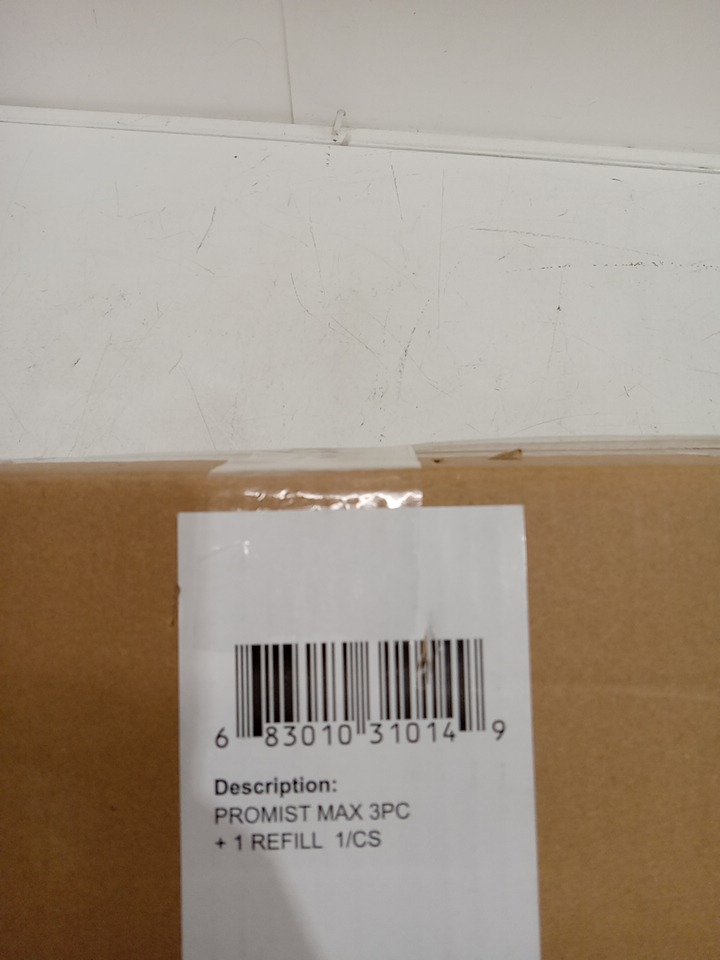 6 83010 31014 9
Description:
PROMIST MAX 3PC
+ 1 REFILL 1/CS